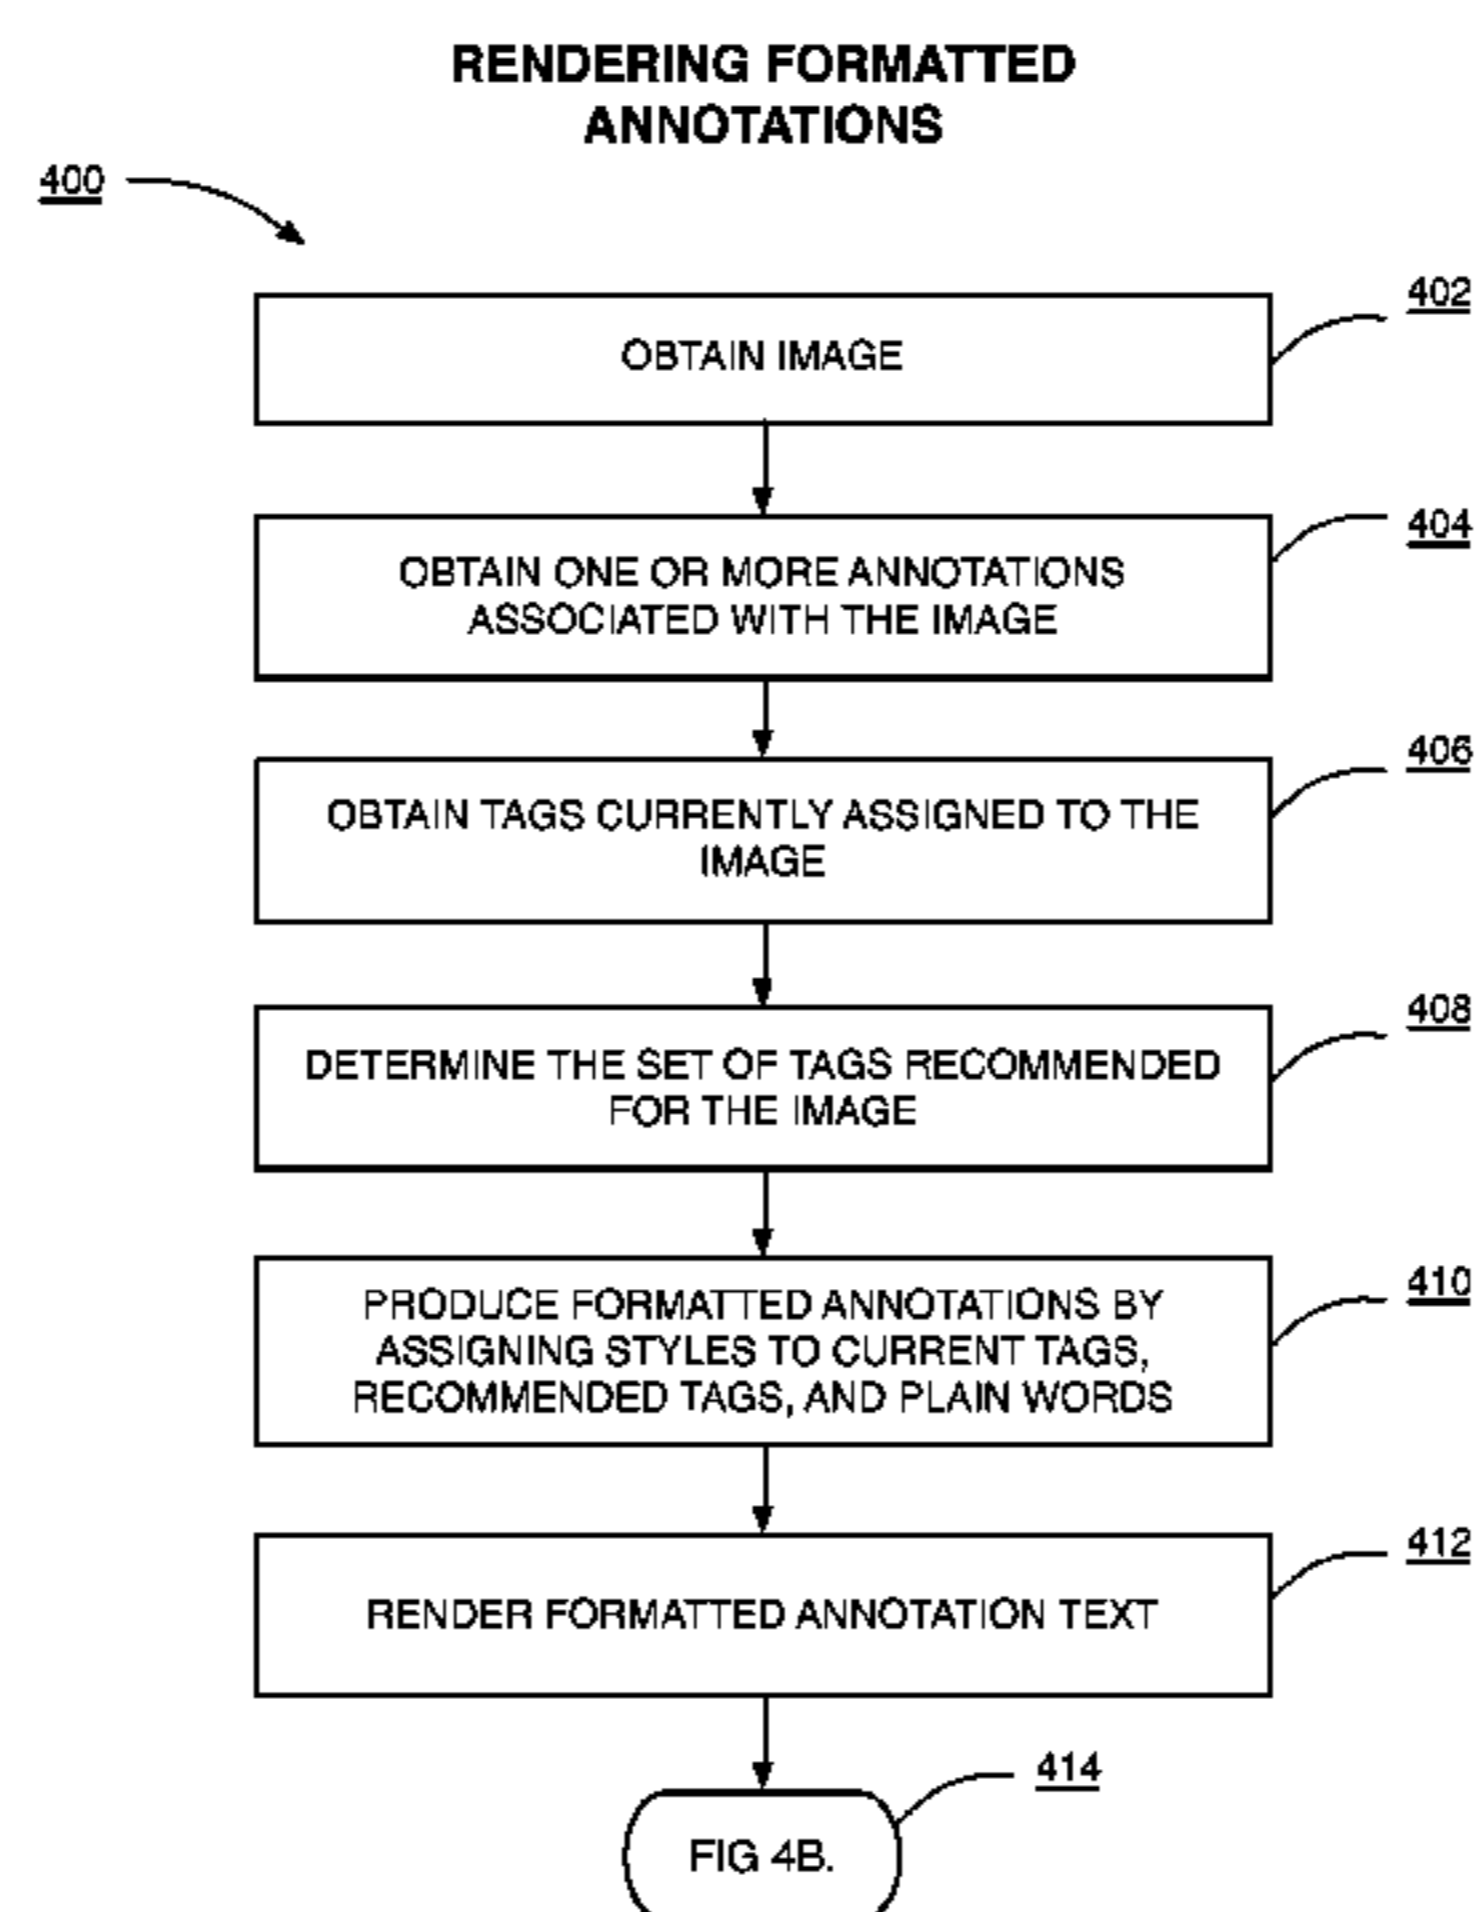 RENDERING FORMATTED
ANNOTATIONS
400
402
OBTAIN IMAGE
404
OBTAIN ONE OR MORE ANNOTATIONS
ASSOCIATED WITH THE IMAGE
406
OBTAIN TAGS CURRENTLY ASSIGNED TO THE
IMAGE
408
DETERMINE THE SET OF TAGS RECOMMENDED
FOR THE IMAGE
410
PRODUCE FORMATTED ANNOTATIONS BY
ASSIGNING STYLES TO CURRENT TAGS,
RECOMMENDED TAGS, AND PLAIN WORDS
412
RENDER FORMATTED ANNOTATION TEXT
414
FIG 4B.